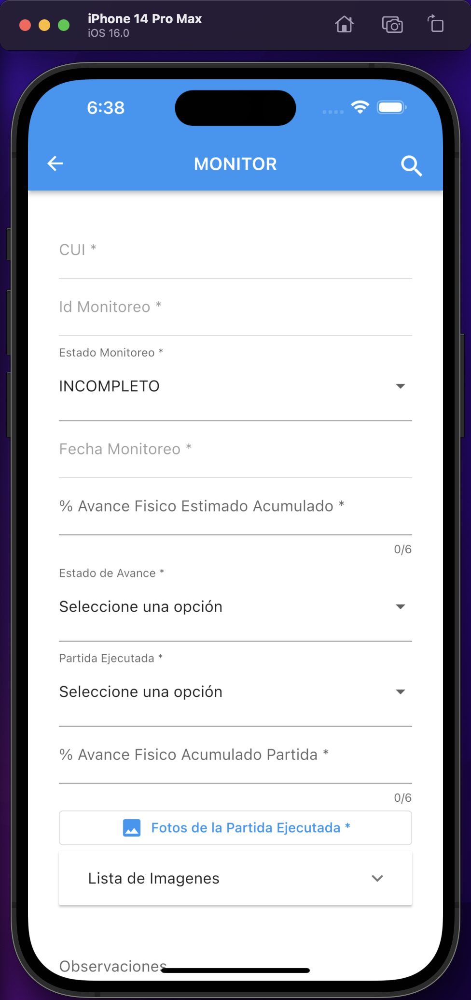 iPhone 14 Pro Max
iOS 16.0
6:38
MONITOR
CUI *
Id Monitoreo *
Estado Monitoreo *
INCOMPLETO
Fecha Monitoreo *
% Avance Fisico Estimado Acumulado *
0/6
Estado de Avance *
Seleccione una opción
Partida Ejecutada *
Seleccione una opción
% Avance Fisico Acumulado Partida *
0/6
Fotos de la Partida Ejecutada *
Lista de Imagenes
Observaciones